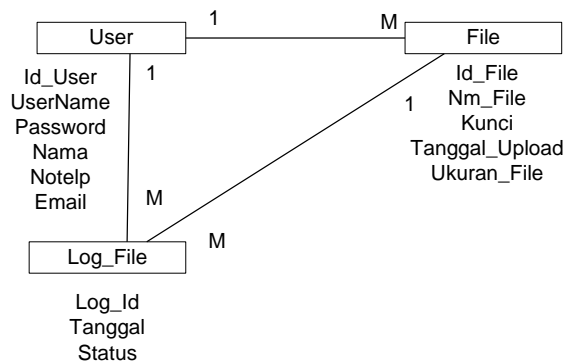 User
1
M
File
Id_User
UserName
Password
Nama
Notelp
Email
1
Id_File
Nm_File
Kunci
Tanggal_Upload
Ukuran_File
1
M
M
Log_File
Log_Id
Tanggal
Status